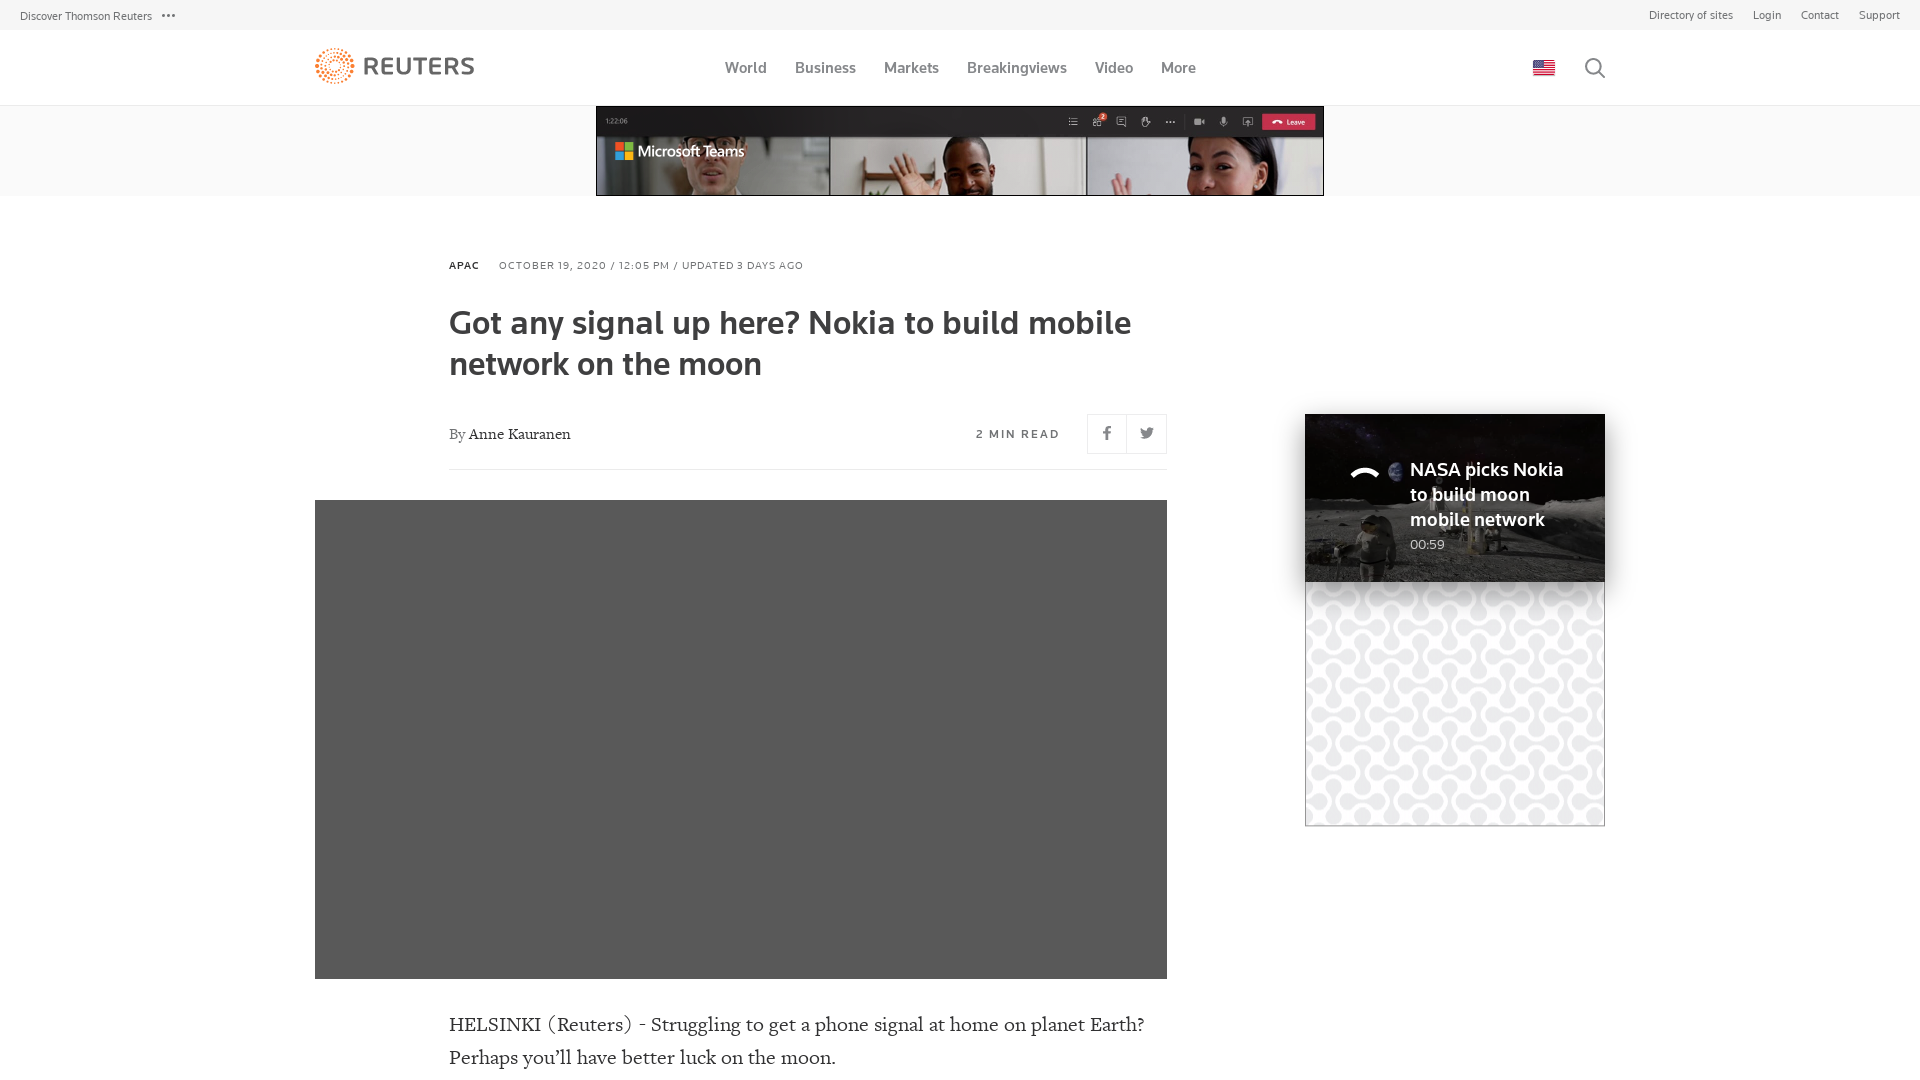 Discover Thomson Reuters
Directory of sites Login Contact Support
REUTERS
World Business Markets Breakingviews Video More
1:22:06
2
Leave
Microsoft Teams
APAC OCTOBER 19, 2020 / 12:05 PM / UPDATED 3 DAYS AGO
Got any signal up here? Nokia to build mobile
network on the moon
By Anne Kauranen
2 MIN READ
NASA picks Nokia
to build moon
mobile network
00:59
HELSINKI (Reuters) - Struggling to get a phone signal at home on planet Earth?
Perhaps you’ll have better luck on the moon.